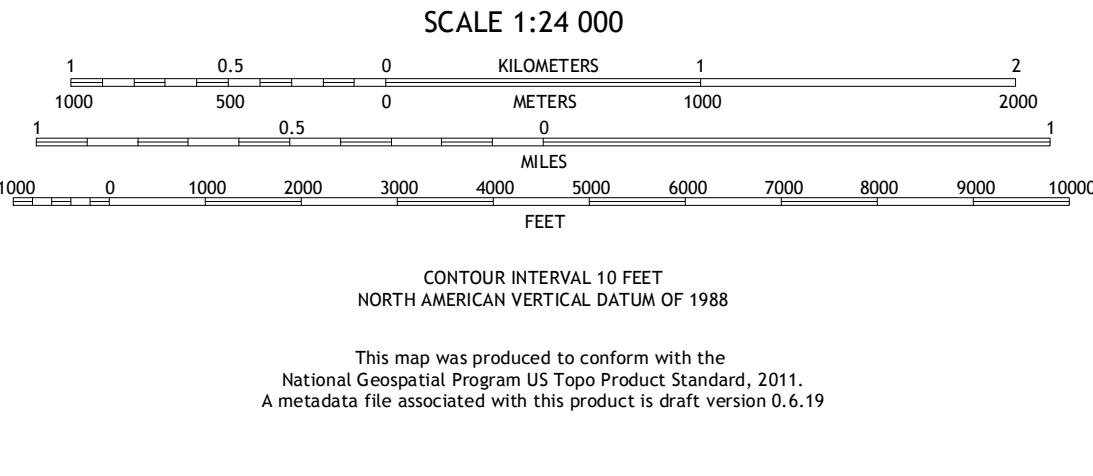 SCALE 1:24 000
1 0.5 0 KILOMETERS 1 2
1000 500 0 METERS 1000 2000
1 0.5 0 1
MILES
1000 0 1000 2000 3000 4000 5000 6000 7000 8000 9000 10000
FEET
CONTOUR INTERVAL 10 FEET
NORTH AMERICAN VERTICAL DATUM OF 1988
This map was produced to conform with the
National Geospatial Program US Topo Product Standard, 2011.
A metadata file associated with this product is draft version 0.6.19